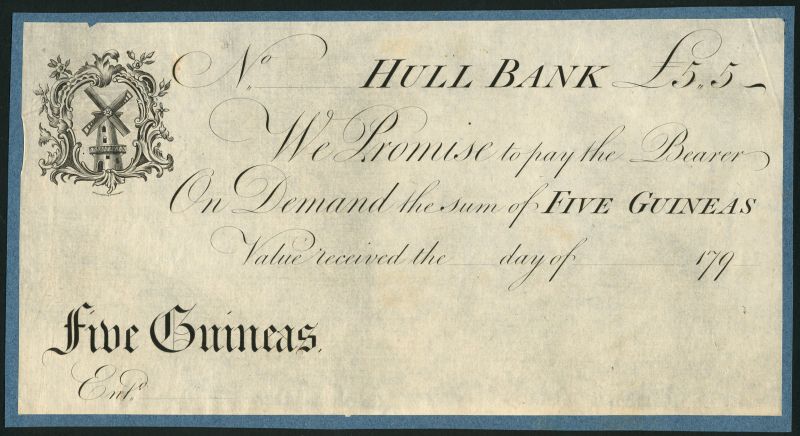 No. HULL BANK £5,,5–
We Promise to pay the Bearer
On Demand the sum of FIVE GUINEAS
Value received the day of 179
Five Guineas.
Entd.